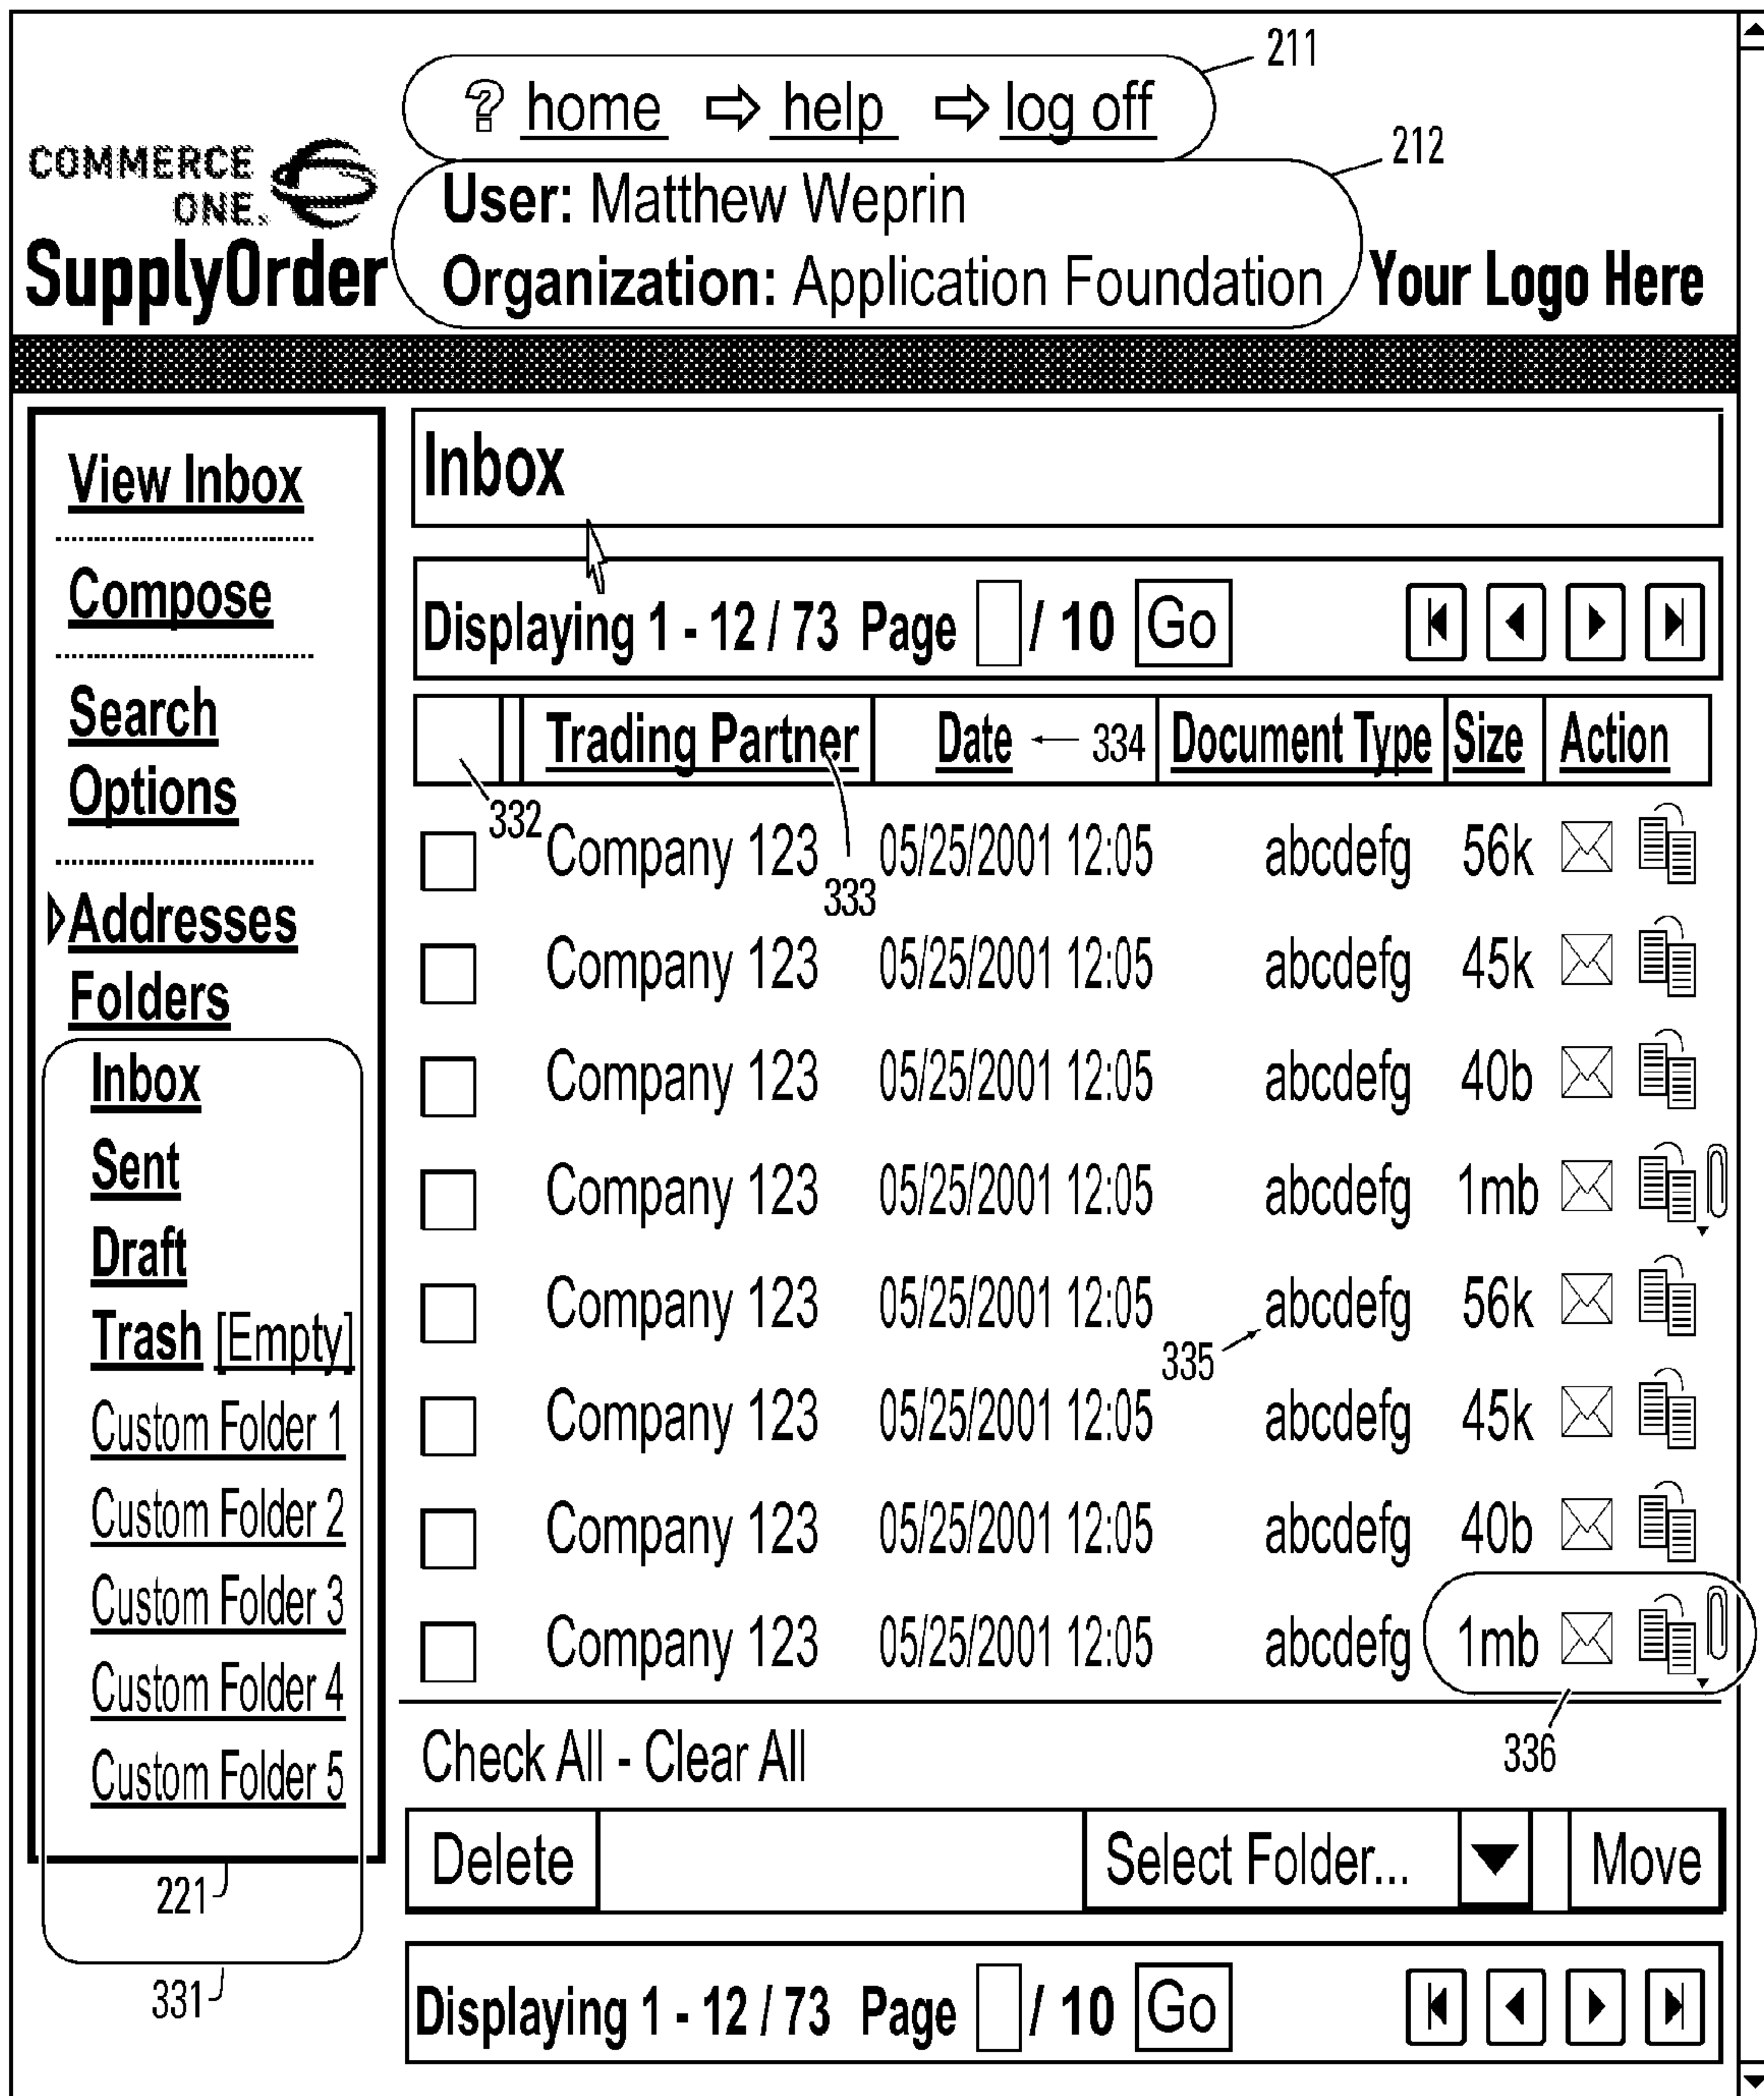 211
? home ⇨ help ⇨ log off
212
COMMERCE
ONE.
SupplyOrder
User: Matthew Weprin
Organization: Application Foundation
Your Logo Here
View Inbox
Compose
Search
Options
Addresses
Folders
Inbox
Sent
Draft
Trash [Empty]
Custom Folder 1
Custom Folder 2
Custom Folder 3
Custom Folder 4
Custom Folder 5
221
331
Inbox
Displaying 1 - 12 / 73 Page / 10 Go
Trading Partner Date 334 Document Type Size Action
332
Company 123 05/25/2001 12:05 abcdefg 56k
333
Company 123 05/25/2001 12:05 abcdefg 45k
Company 123 05/25/2001 12:05 abcdefg 40b
Company 123 05/25/2001 12:05 abcdefg 1mb
Company 123 05/25/2001 12:05 abcdefg 56k
335
Company 123 05/25/2001 12:05 abcdefg 45k
Company 123 05/25/2001 12:05 abcdefg 40b
Company 123 05/25/2001 12:05 abcdefg 1mb
336
Check All - Clear All
Delete Select Folder... Move
Displaying 1 - 12 / 73 Page / 10 Go